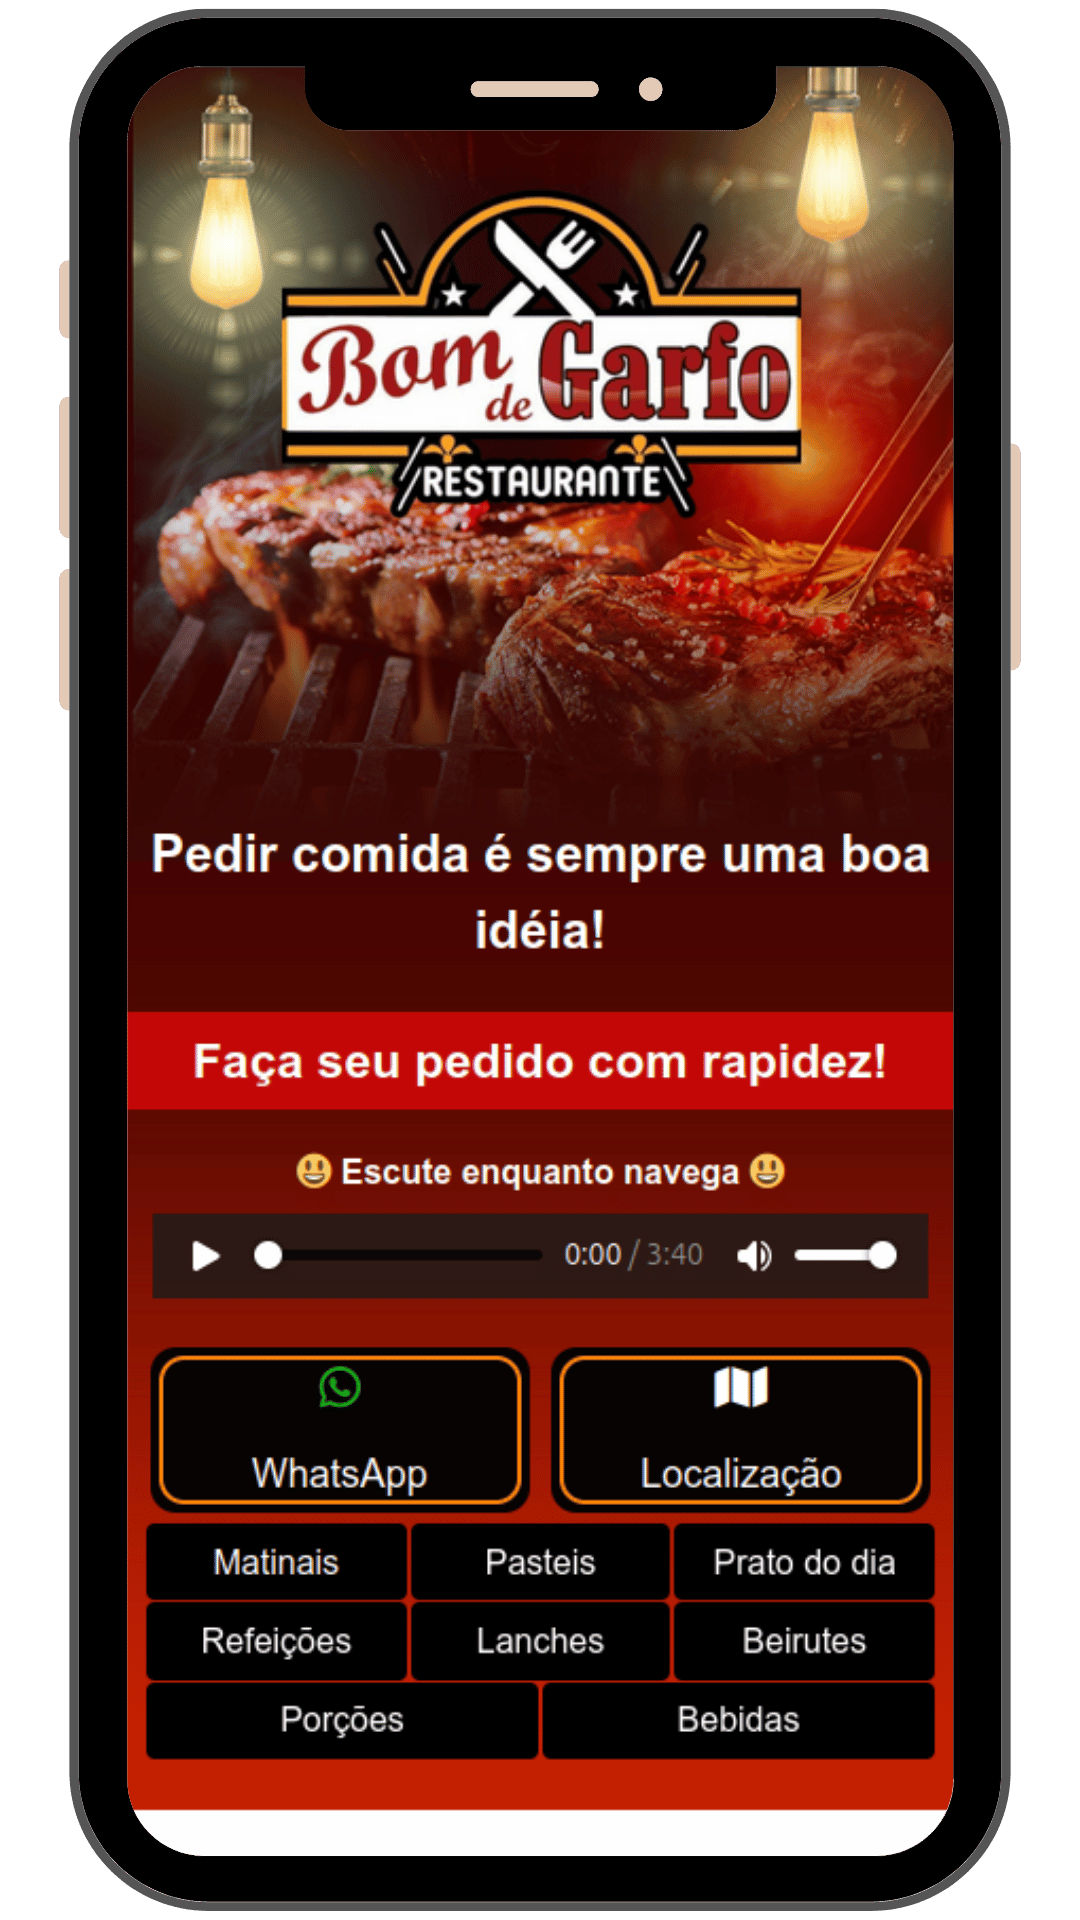 Bom de Garfo
RESTAURANTE
Pedir comida é sempre uma boa
idéia!
Faça seu pedido com rapidez!
😃 Escute enquanto navega 😃
0:00 / 3:40
WhatsApp
Localização
Matinais
Pasteis
Prato do dia
Refeições
Lanches
Beirutes
Porções
Bebidas